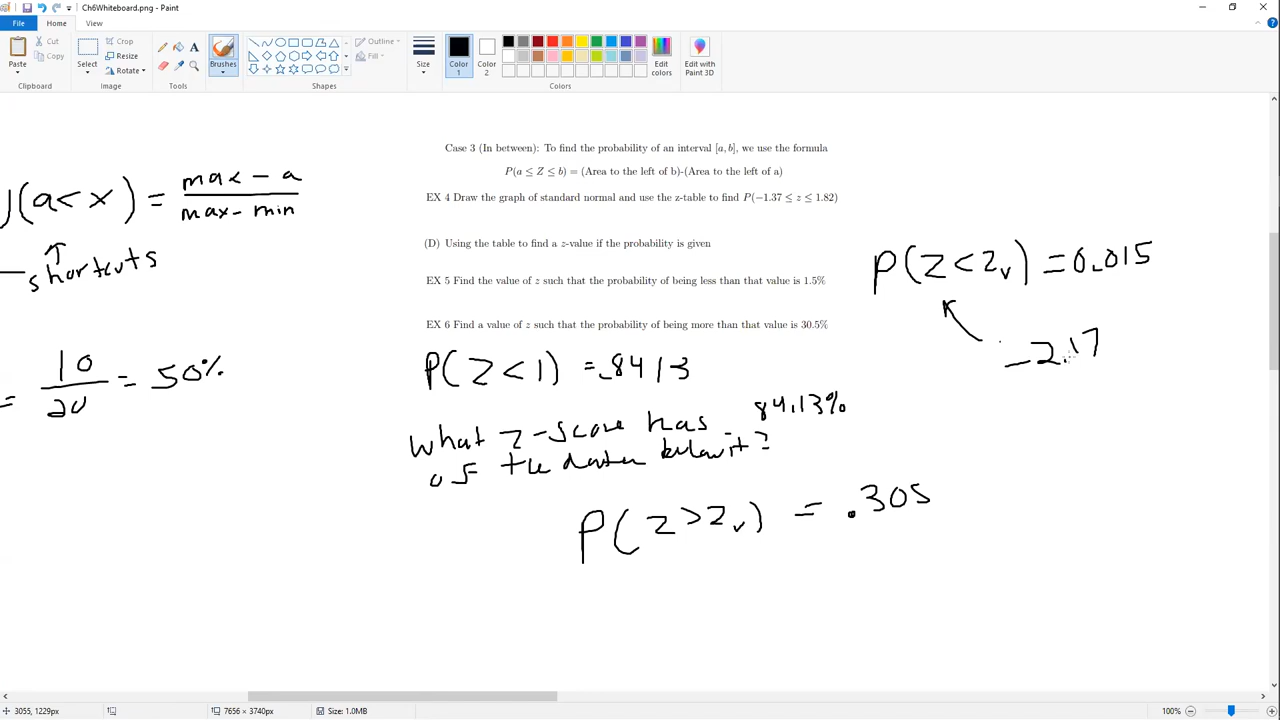 Ch6Whiteboard.png - Paint
File Home View
Paste
Cut
Copy
Clipboard
Select
Crop
Resize
Rotate
Image
Tools
Brushes
Shapes
Outline
Fill
Size
Color 1
Color 2
Edit colors
Colors
Edit with Paint 3D
Case 3 (In between): To find the probability of an interval [a, b], we use the formula
P(a ≤ Z ≤ b) = (Area to the left of b)-(Area to the left of a)
EX 4 Draw the graph of standard normal and use the z-table to find P(−1.37 ≤ z ≤ 1.82)
(D) Using the table to find a z-value if the probability is given
EX 5 Find the value of z such that the probability of being less than that value is 1.5%
EX 6 Find a value of z such that the probability of being more than that value is 30.5%
(a < x) = max - a
max - min
shortcuts
= 10 = 50%
20
P(Z < 1) = .8413
What z-score has 84.13%
of the data below it?
P(z > zv) = .305
P(Z < zv) = 0.015
-2.17
3055, 1229px
7656 × 3740px
Size: 1.0MB
100%